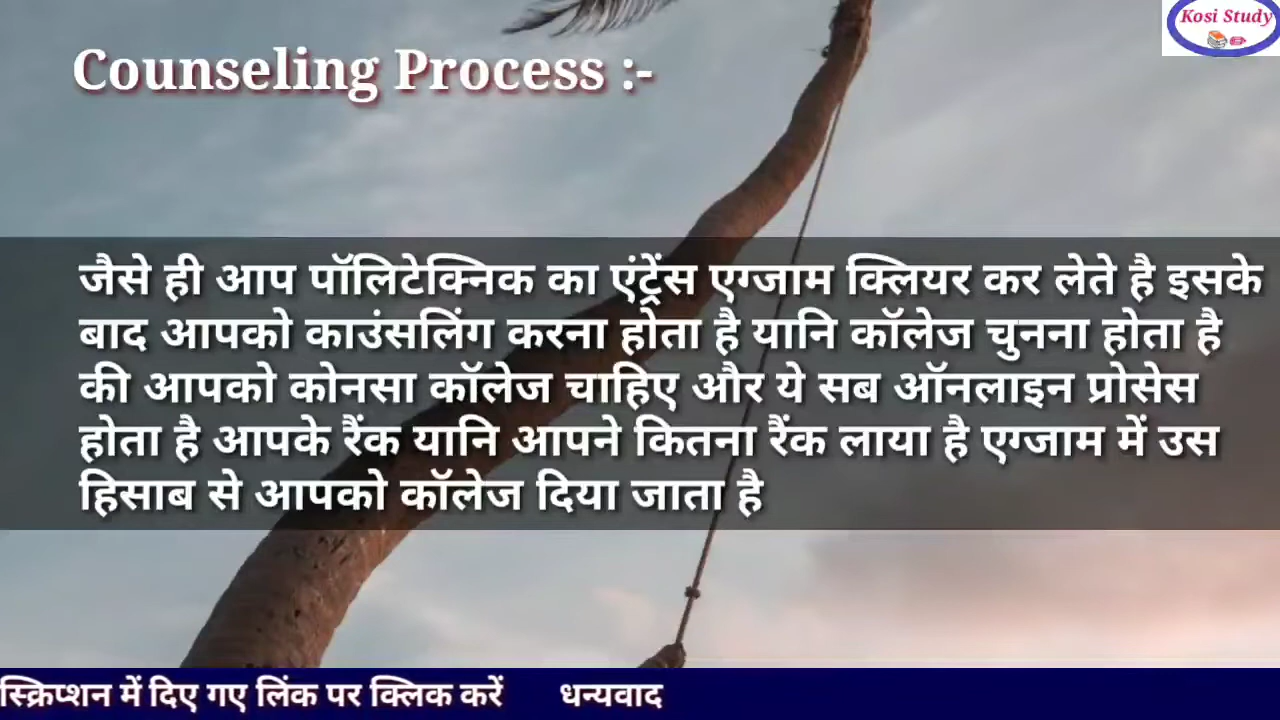 Kosi Study
Counseling Process :-
जैसे ही आप पॉलिटेक्निक का एंट्रेंस एग्जाम क्लियर कर लेते है इसके
बाद आपको काउंसलिंग करना होता है यानि कॉलेज चुनना होता है
की आपको कोनसा कॉलेज चाहिए और ये सब ऑनलाइन प्रोसेस
होता है आपके रैंक यानि आपने कितना रैंक लाया है एग्जाम में उस
हिसाब से आपको कॉलेज दिया जाता है
स्क्रिप्शन में दिए गए लिंक पर क्लिक करें धन्यवाद